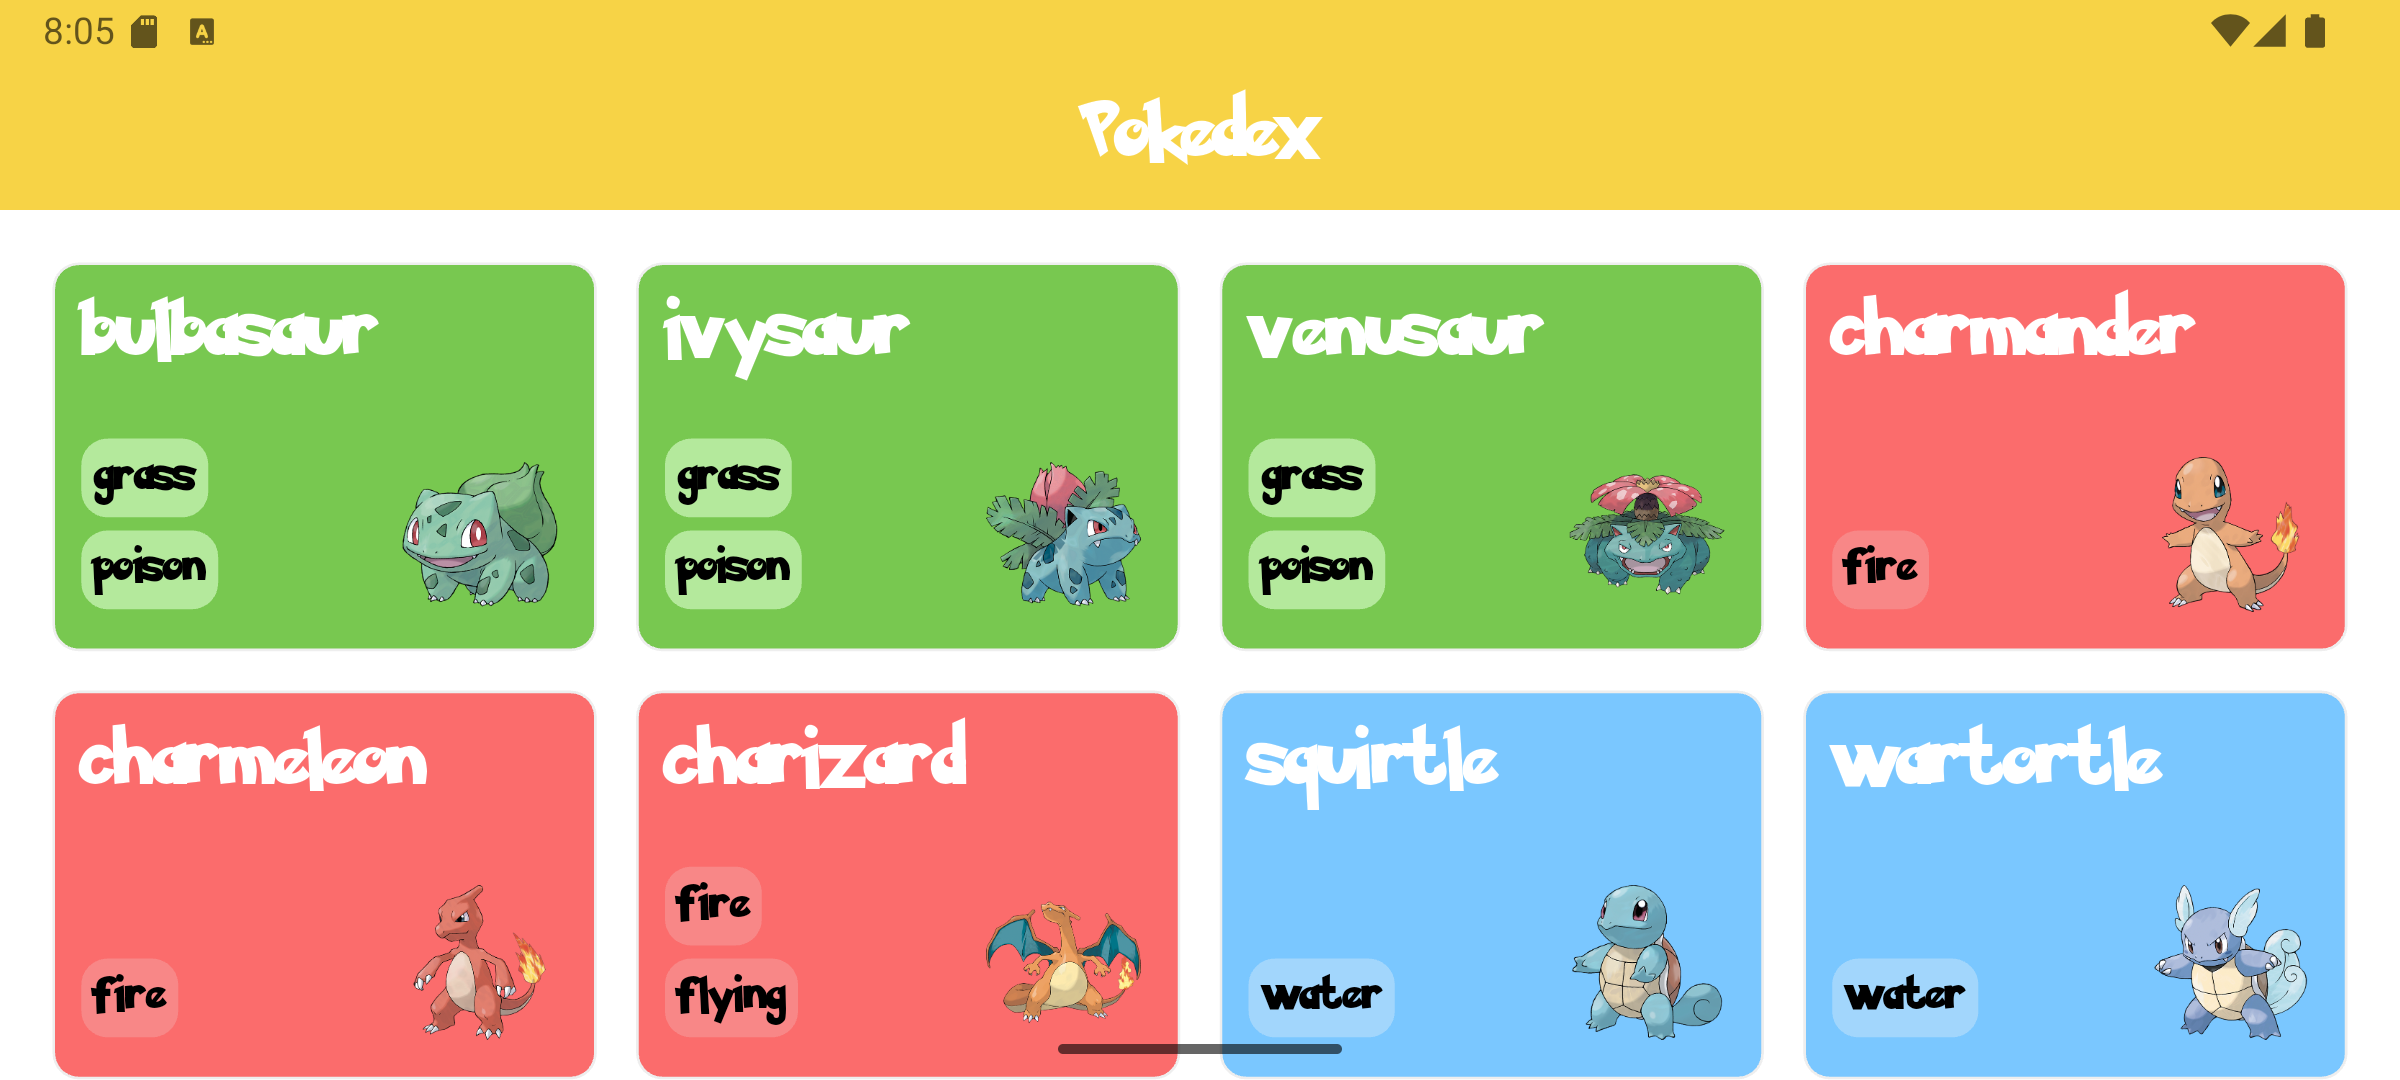 8:05
Pokedex
bulbasaur
grass
poison
ivysaur
grass
poison
venusaur
grass
poison
charmander
fire
charmeleon
fire
charizard
fire
flying
squirtle
water
wartortle
water